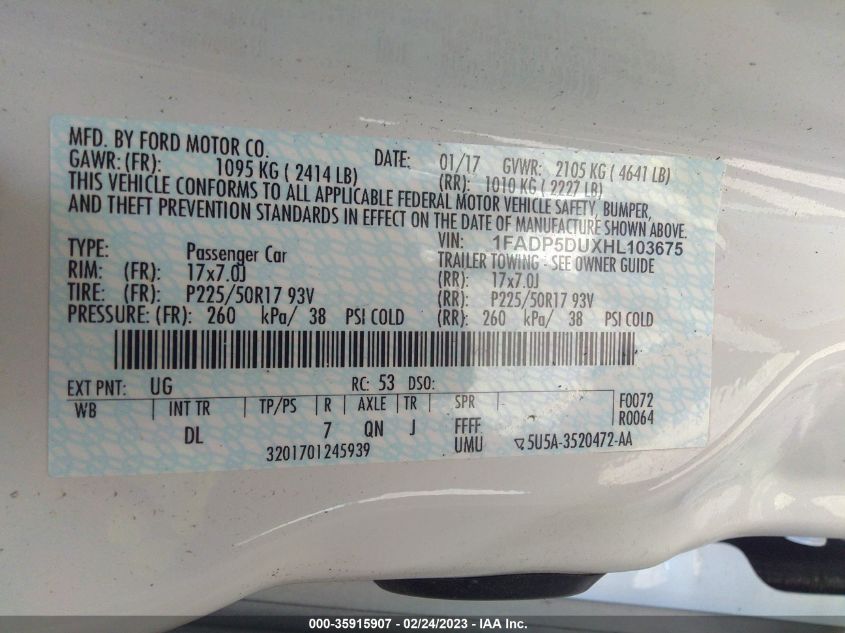 MFD. BY FORD MOTOR CO.
DATE: 01/17 GVWR: 2105 KG ( 4641 LB)
GAWR: (FR): 1095 KG ( 2414 LB) (RR): 1010 KG ( 2227 LB)
THIS VEHICLE CONFORMS TO ALL APPLICABLE FEDERAL MOTOR VEHICLE SAFETY, BUMPER,
AND THEFT PREVENTION STANDARDS IN EFFECT ON THE DATE OF MANUFACTURE SHOWN ABOVE.
VIN: 1FADP5DUXHL103675
TYPE: Passenger Car TRAILER TOWING - SEE OWNER GUIDE
RIM: (FR): 17x7.0J (RR): 17x7.0J
TIRE: (FR): P225/50R17 93V (RR): P225/50R17 93V
PRESSURE: (FR): 260 kPa/ 38 PSI COLD (RR): 260 kPa/ 38 PSI COLD
EXT PNT: UG RC: 53 DSO:
WB INT TR TP/PS R AXLE TR SPR F0072
R0064
DL 7 QN J FFFF
3201701245939 UMU 5U5A-3520472-AA
000-35915907 - 02/24/2023 - IAA Inc.